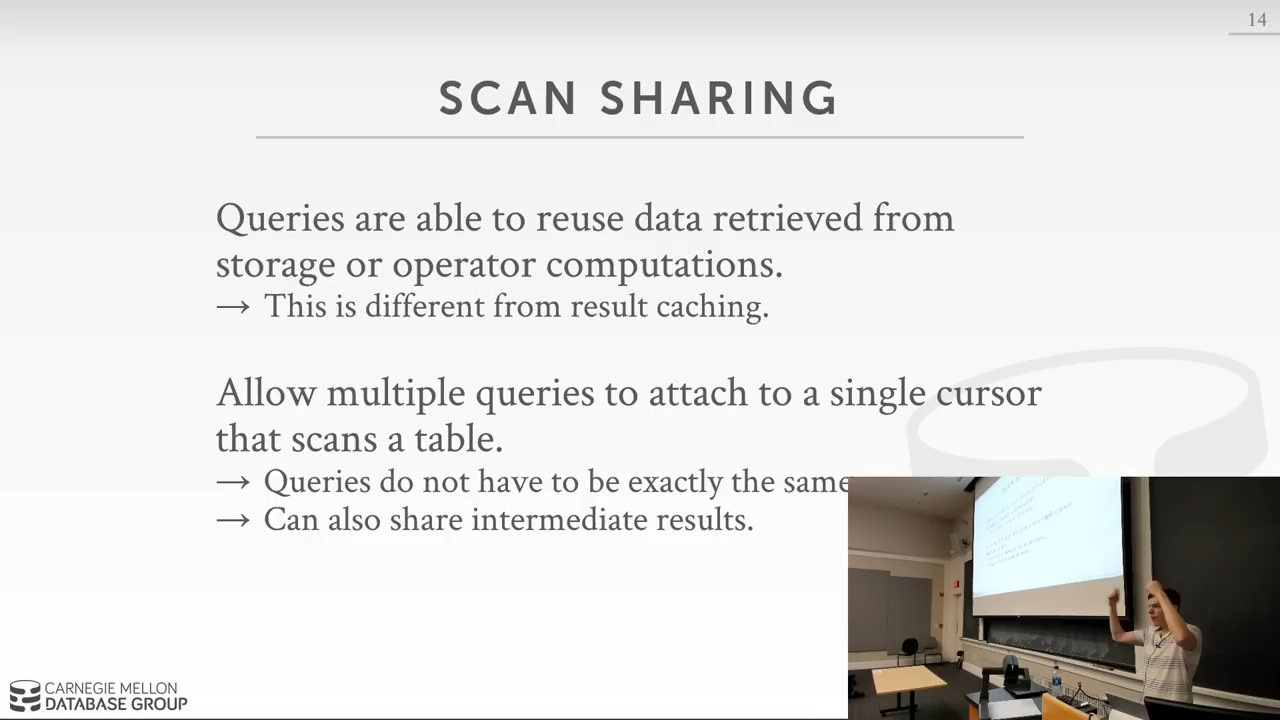 14
SCAN SHARING
Queries are able to reuse data retrieved from
storage or operator computations.
→ This is different from result caching.
Allow multiple queries to attach to a single cursor
that scans a table.
→ Queries do not have to be exactly the same
→ Can also share intermediate results.
CARNEGIE MELLON
DATABASE GROUP